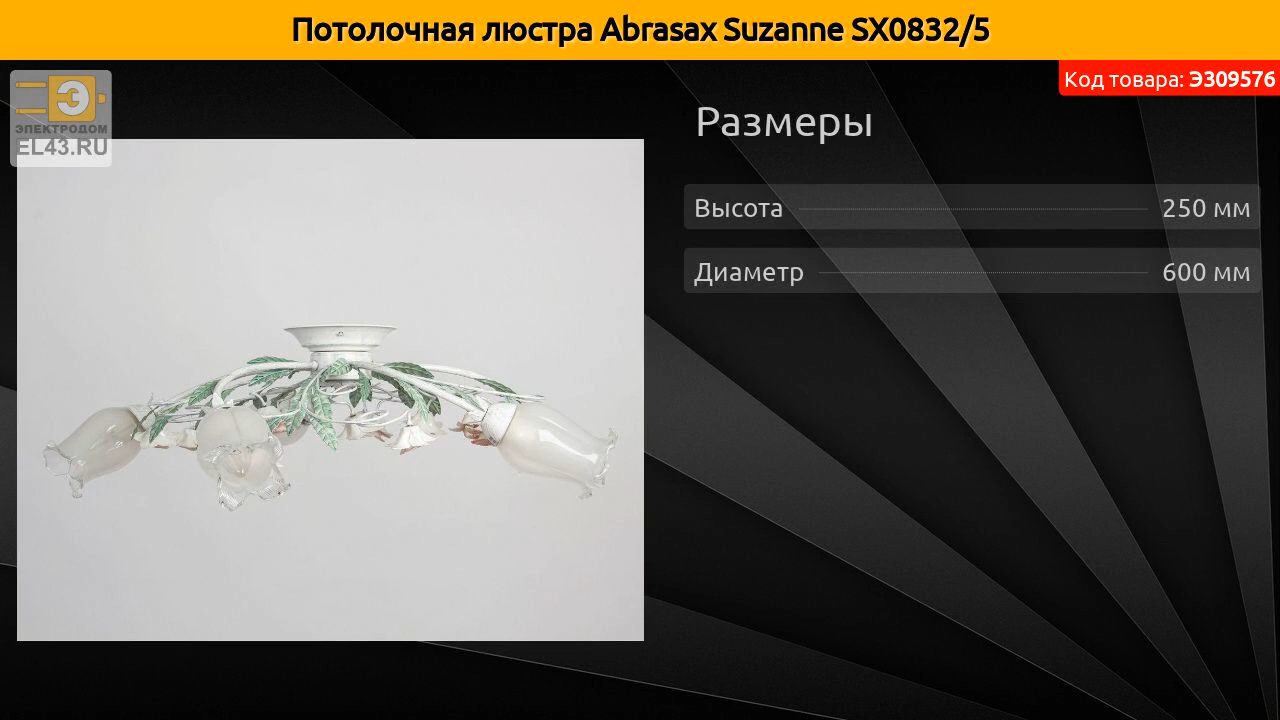 Потолочная люстра Abrasax Suzanne SX0832/5
Код товара: Э309576
Э
ЭЛЕКТРОДОМ
EL43.RU
Размеры
Высота 250 мм
Диаметр 600 мм